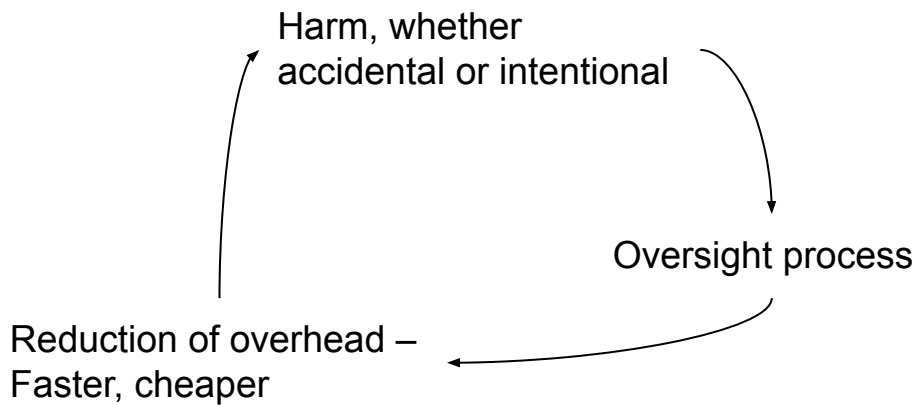 Harm, whether
accidental or intentional
Oversight process
Reduction of overhead –
Faster, cheaper